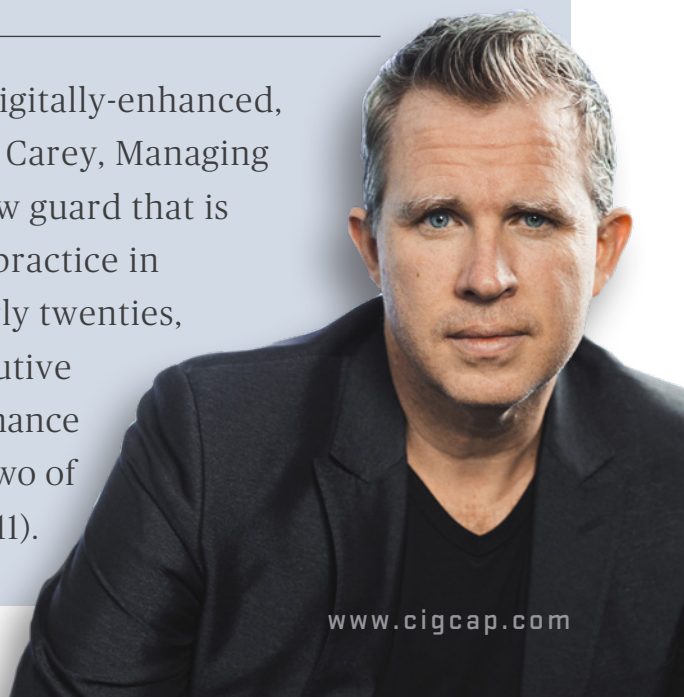 igitally-enhanced,
Carey, Managing
w guard that is
practice in
ly twenties,
utive
nance
wo of
11).
www.cigcap.com